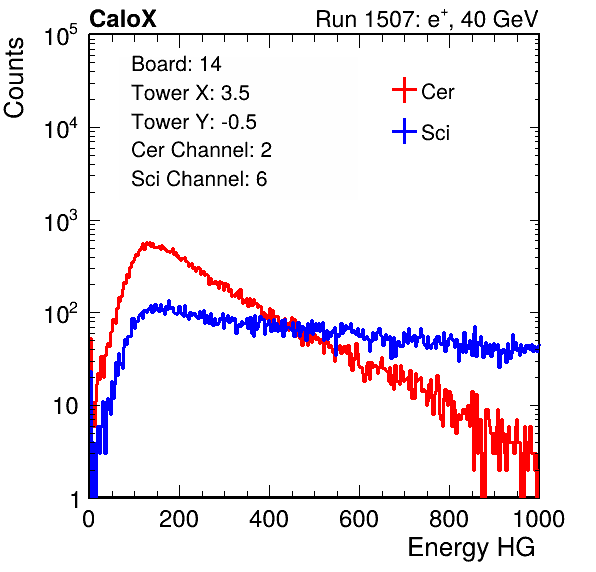 CaloX Run 1507: e⁺, 40 GeV
Counts
10⁵
10⁴
10³
10²
10
1
Board: 14
Tower X: 3.5
Tower Y: -0.5
Cer Channel: 2
Sci Channel: 6
Cer
Sci
0 200 400 600 800 1000
Energy HG